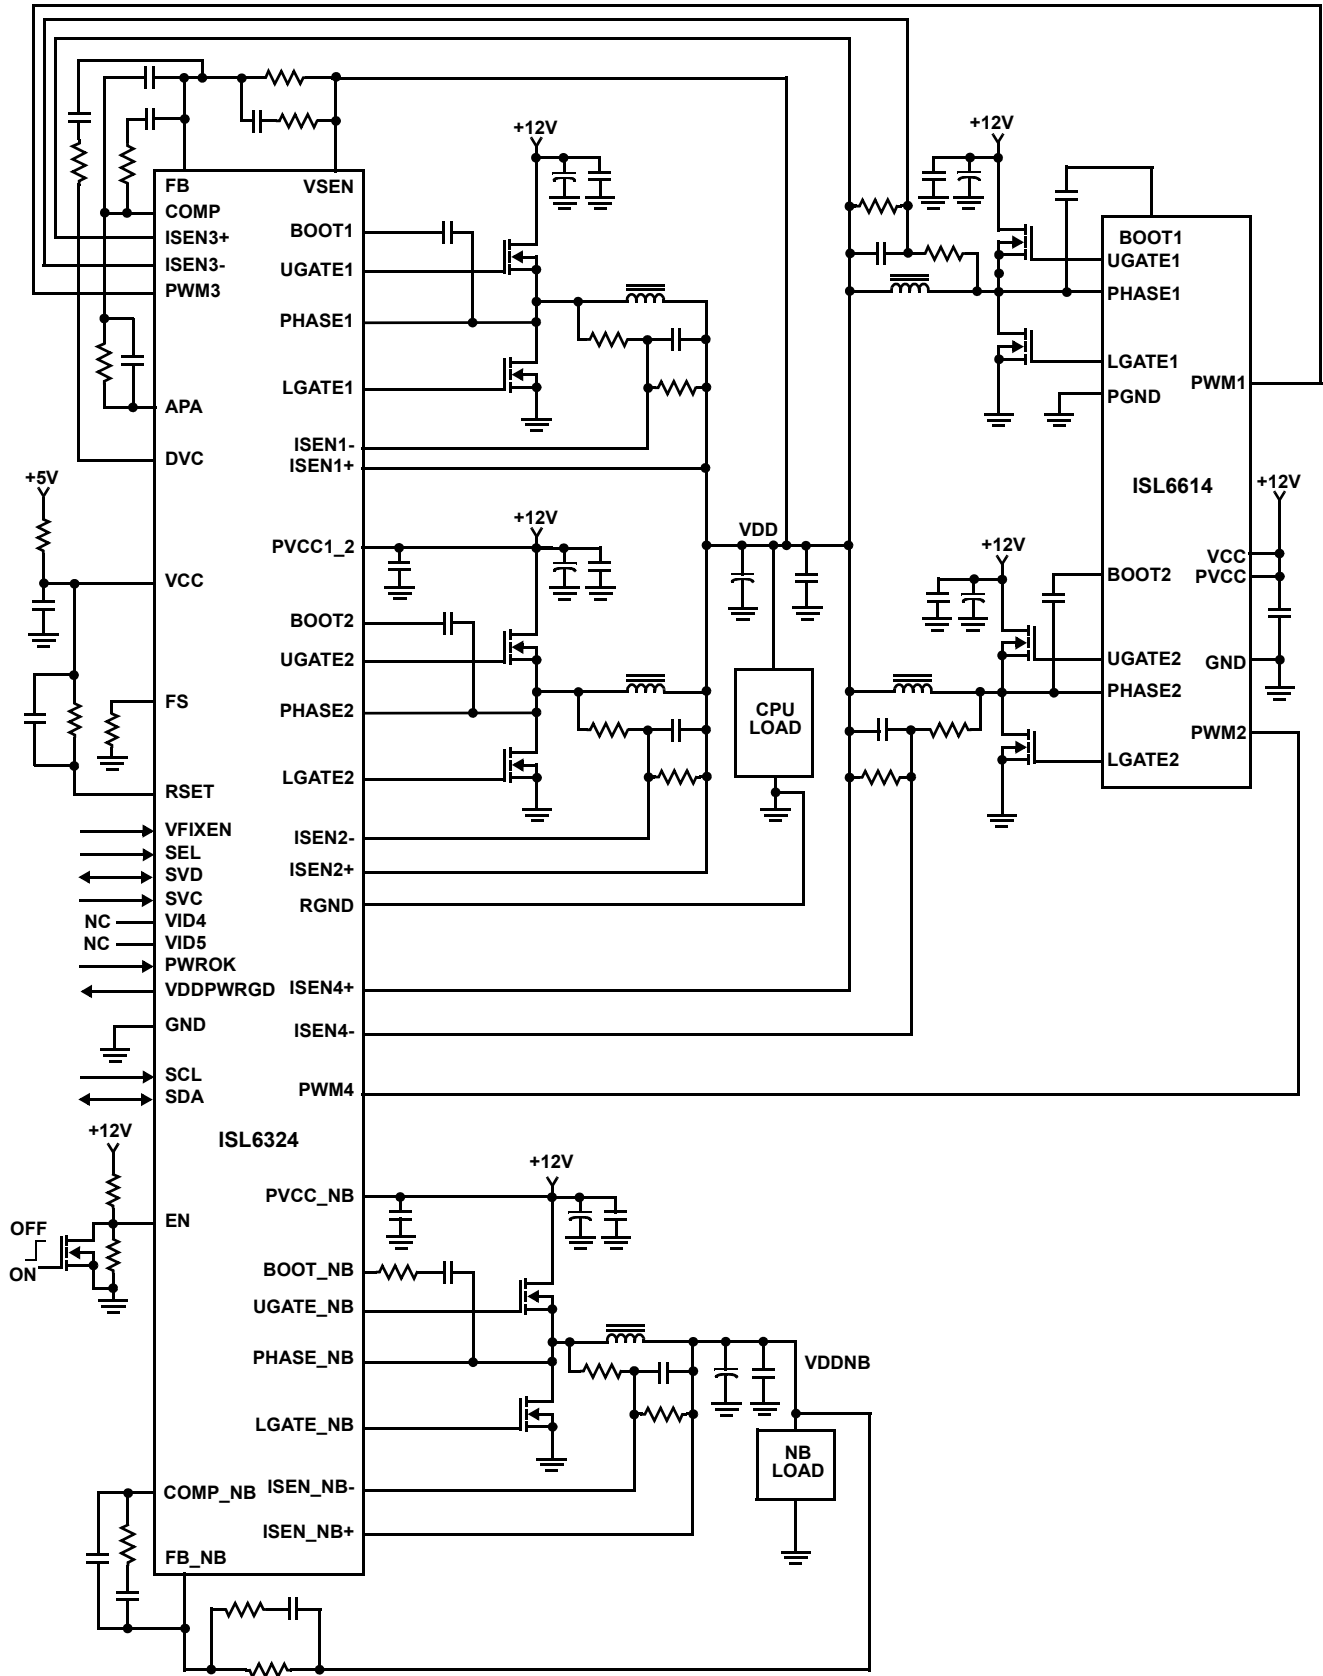 +12V
+12V
FB
VSEN
COMP
BOOT1
BOOT1
ISEN3+
ISEN3-
UGATE1
UGATE1
PWM3
PHASE1
PHASE1
LGATE1
LGATE1
PWM1
PGND
APA
ISEN1-
ISEN1+
DVC
+5V
ISL6614
+12V
+12V
VDD
PVCC1_2
+12V
VCC
VCC
PVCC
BOOT2
BOOT2
UGATE2
UGATE2
GND
FS
PHASE2
PHASE2
CPU
LOAD
PWM2
LGATE2
LGATE2
RSET
VFIXEN
ISEN2-
SEL
SVD
ISEN2+
SVC
RGND
NC
VID4
NC
VID5
PWROK
VDDPWRGD
ISEN4+
GND
ISEN4-
SCL
PWM4
SDA
+12V
ISL6324
+12V
PVCC_NB
EN
OFF
ON
BOOT_NB
UGATE_NB
PHASE_NB
VDDNB
LGATE_NB
NB
LOAD
COMP_NB
ISEN_NB-
ISEN_NB+
FB_NB